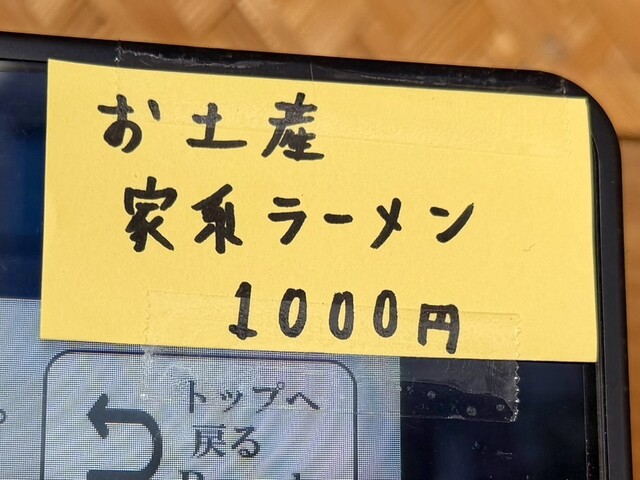 お土産
家系ラーメン
1000円
トップへ
戻る